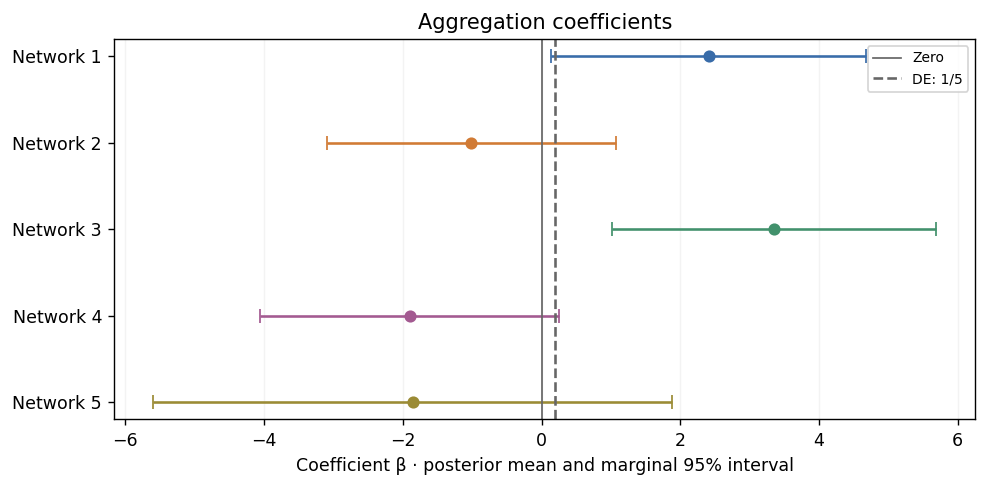 Aggregation coefficients
Network 1
Network 2
Network 3
Network 4
Network 5
Zero
DE: 1/5
−6 −4 −2 0 2 4 6
Coefficient β · posterior mean and marginal 95% interval